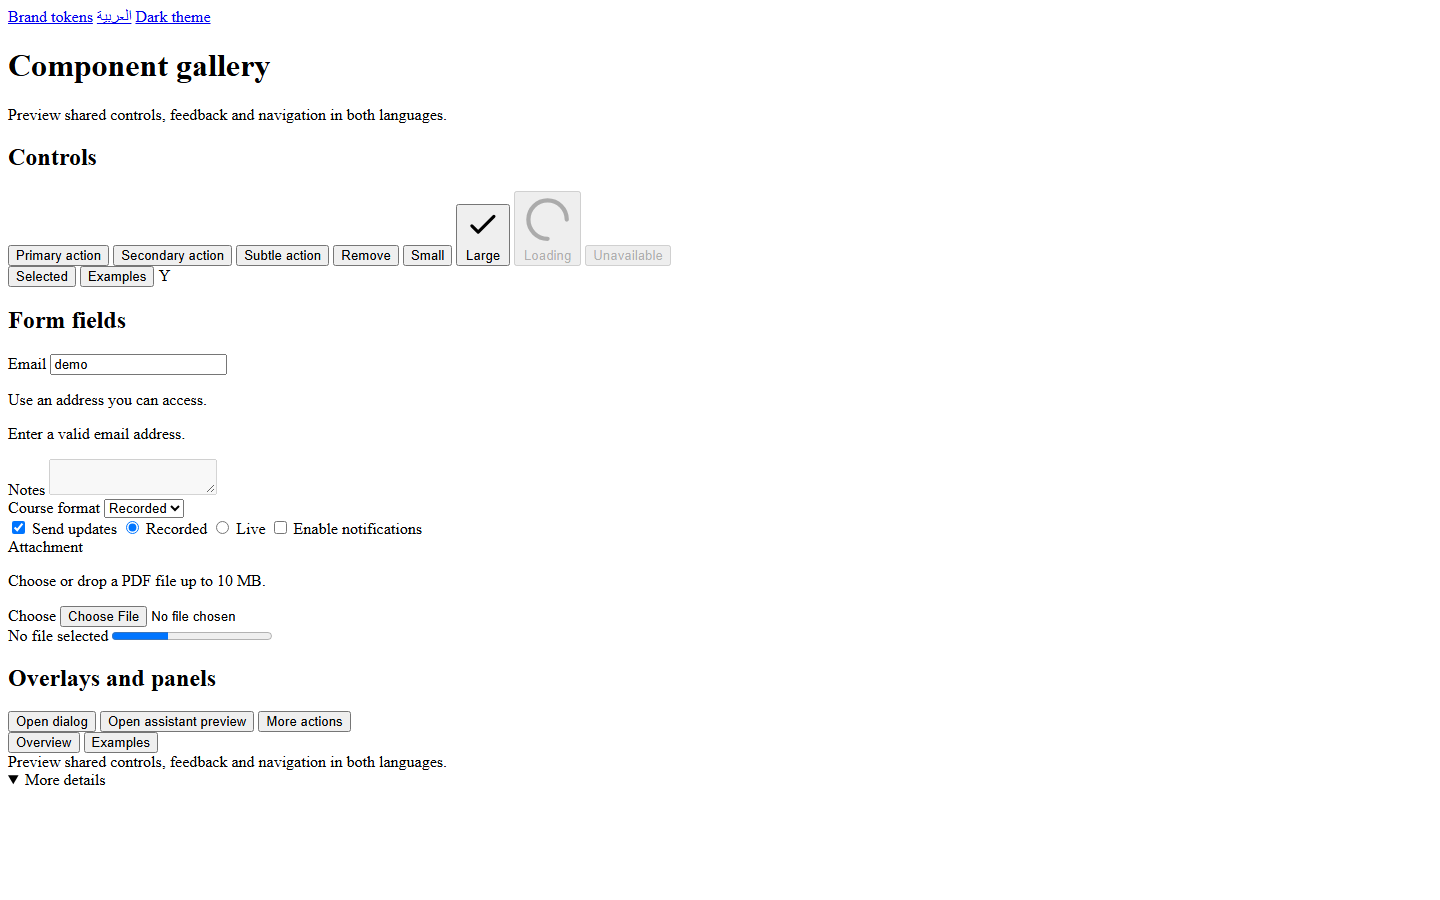 Brand tokens العربية Dark theme
Component gallery
Preview shared controls, feedback and navigation in both languages.
Controls
Primary action Secondary action Subtle action Remove Small Large Loading Unavailable
Selected Examples Y
Form fields
Email demo
Use an address you can access.
Enter a valid email address.
Notes
Course format Recorded
Send updates Recorded Live Enable notifications
Attachment
Choose or drop a PDF file up to 10 MB.
Choose Choose File No file chosen
No file selected
Overlays and panels
Open dialog Open assistant preview More actions
Overview Examples
Preview shared controls, feedback and navigation in both languages.
More details